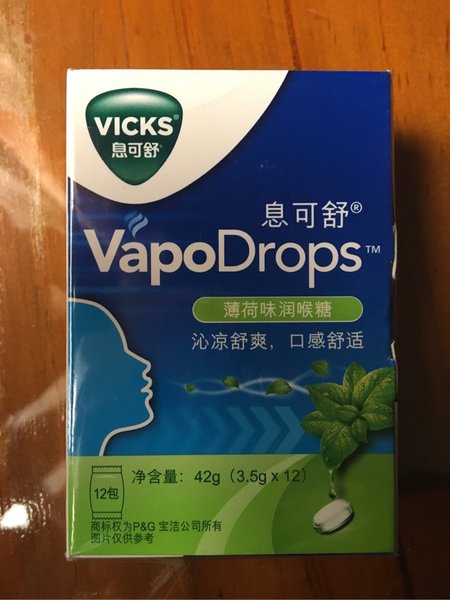 VICKS®
息可舒
息可舒®
VapoDrops™
薄荷味润喉糖
沁凉舒爽，口感舒适
净含量：42g（3.5g x 12）
12包
商标权为P&G 宝洁公司所有
图片仅供参考